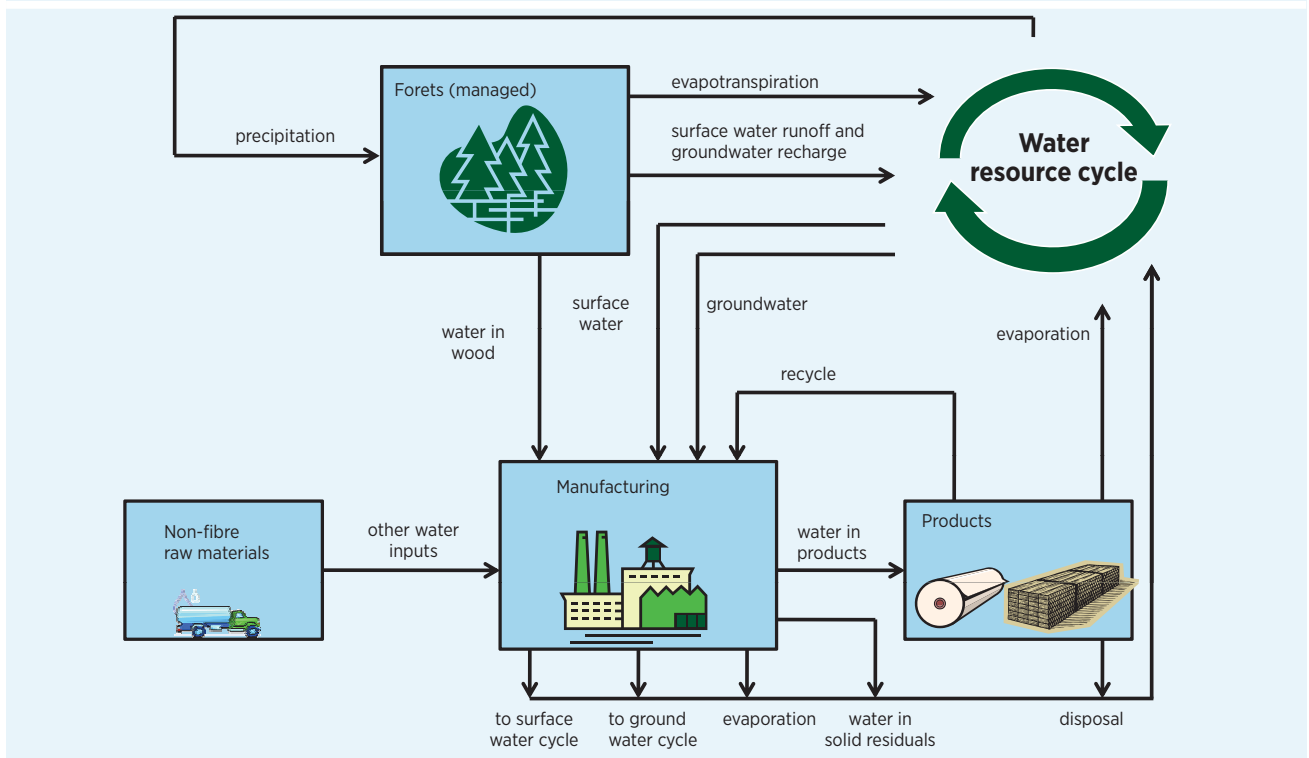 Forets (managed)
evapotranspiration
precipitation
surface water runoff and
groundwater recharge
Water
resource cycle
surface
water
groundwater
water in
wood
evaporation
recycle
Manufacturing
Non-fibre
raw materials
other water
inputs
water in
products
Products
to surface
water cycle
to ground
water cycle
evaporation
water in
solid residuals
disposal